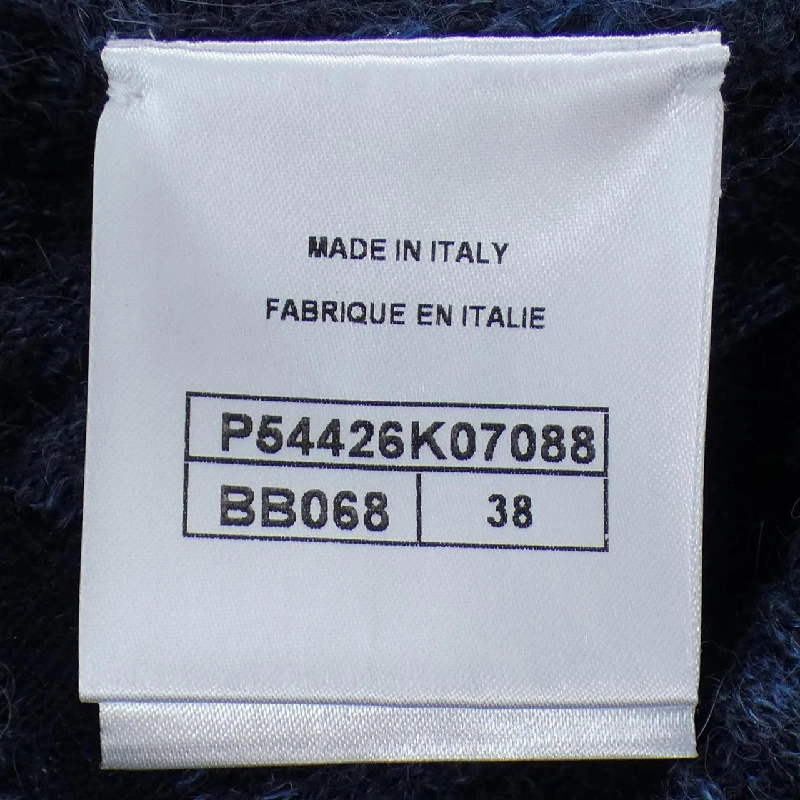 MADE IN ITALY
FABRIQUE EN ITALIE
P54426K07088
BB068 38